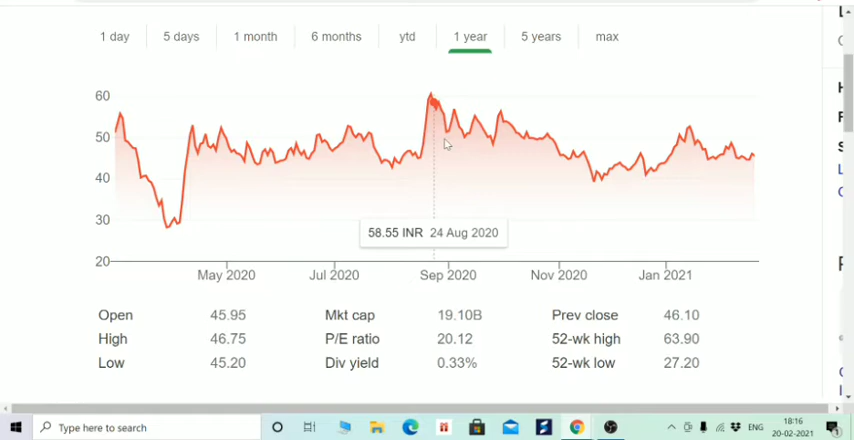 1 day 5 days 1 month 6 months ytd 1 year 5 years max
60
50
40
30
20
58.55 INR 24 Aug 2020
May 2020 Jul 2020 Sep 2020 Nov 2020 Jan 2021
Open 45.95 Mkt cap 19.10B Prev close 46.10
High 46.75 P/E ratio 20.12 52-wk high 63.90
Low 45.20 Div yield 0.33% 52-wk low 27.20
Type here to search
ENG
18:16
20-02-2021